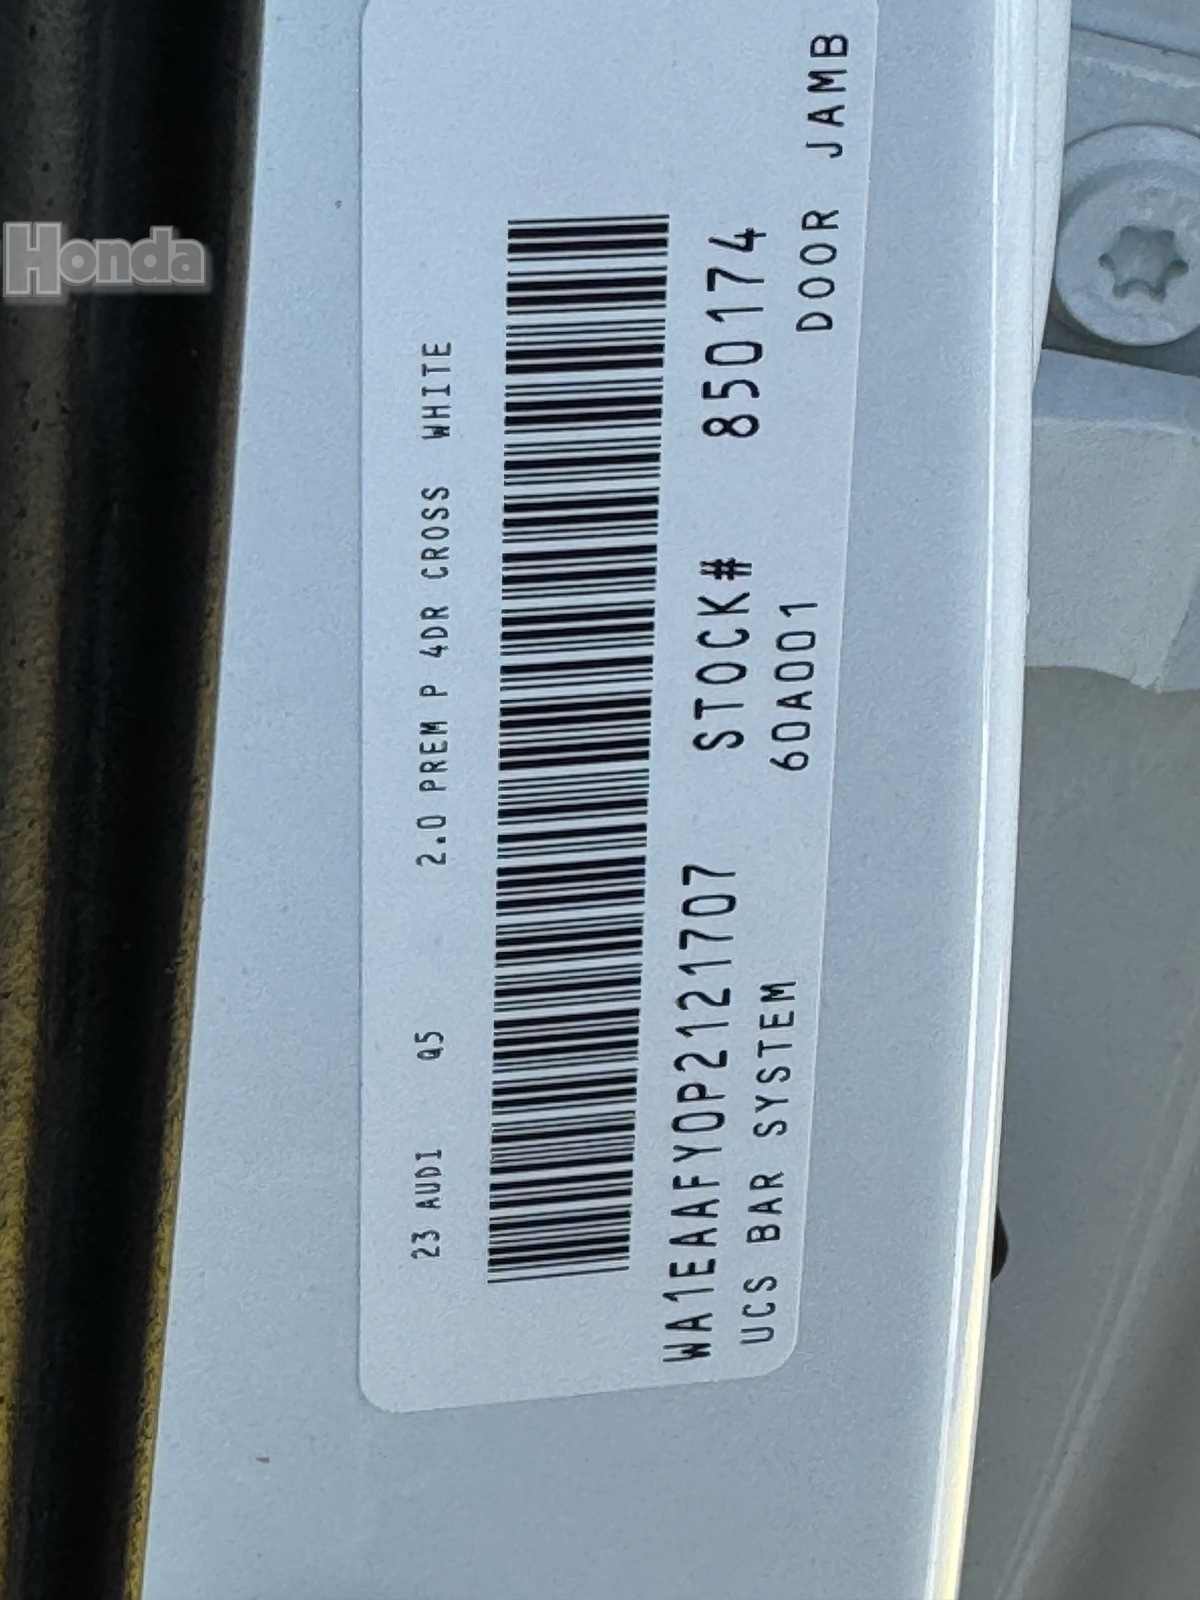 Honda
23 AUDI Q5 2.0 PREM P 4DR CROSS WHITE
WA1EAAFY0P2121707 STOCK# 850174
UCS BAR SYSTEM 60A001 DOOR JAMB